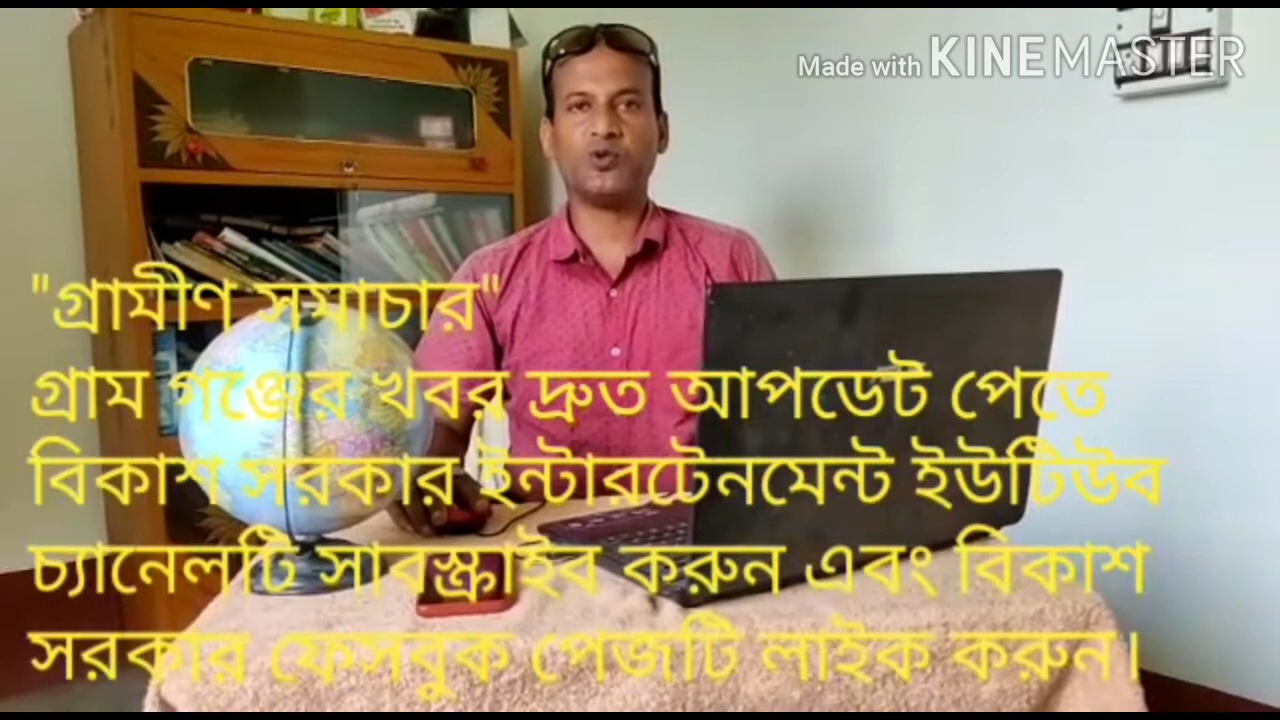 Made with KINEMASTER
"গ্রামীণ সমাচার"
গ্রাম গঞ্জের খবর দ্রুত আপডেট পেতে
বিকাশ সরকার ইন্টারটেনমেন্ট ইউটিউব
চ্যানেলটি সাবস্ক্রাইব করুন এবং বিকাশ
সরকার ফেসবুক পেজটি লাইক করুন।